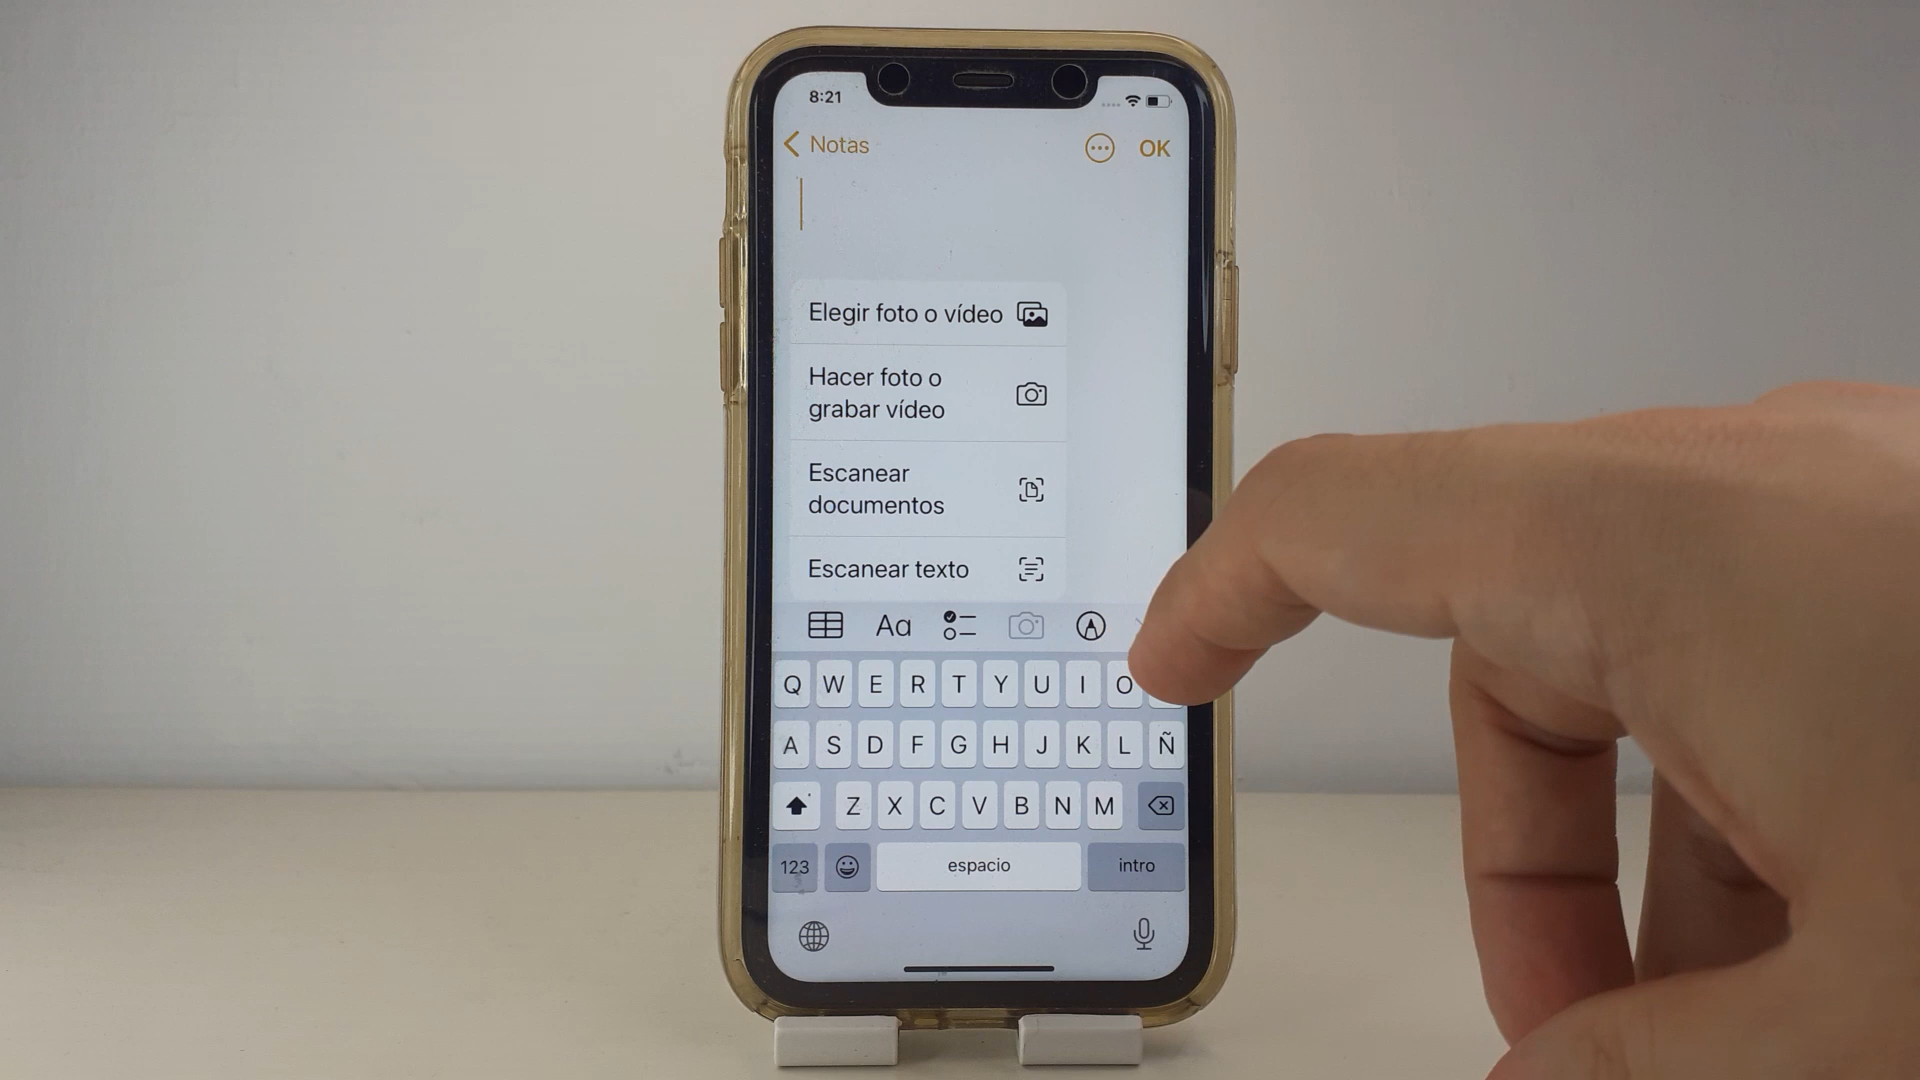 8:21
Notas
OK
Elegir foto o vídeo
Hacer foto o
grabar vídeo
Escanear
documentos
Escanear texto
Aa
Q W E R T Y U I O
A S D F G H J K L Ñ
Z X C V B N M
123 espacio intro